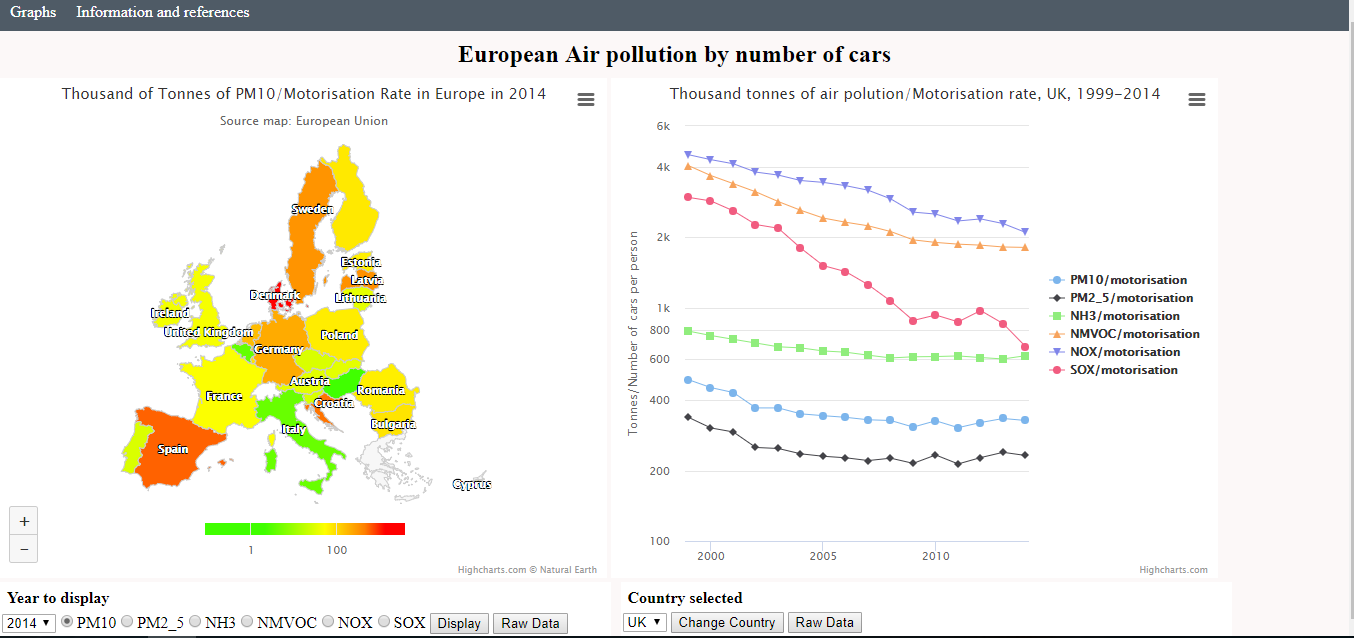 Graphs Information and references
European Air pollution by number of cars
Thousand of Tonnes of PM10/Motorisation Rate in Europe in 2014
Source map: European Union
Sweden
Estonia
Latvia
Denmark
Lithuania
Ireland
United Kingdom
Poland
Germany
Austria
Romania
France
Croatia
Bulgaria
Italy
Spain
Cyprus
+
−
1 100
Highcharts.com © Natural Earth
Thousand tonnes of air polution/Motorisation rate, UK, 1999-2014
Tonnes/Number of cars per person
6k
4k
2k
1k
800
600
400
200
100
2000 2005 2010
PM10/motorisation
PM2_5/motorisation
NH3/motorisation
NMVOC/motorisation
NOX/motorisation
SOX/motorisation
Highcharts.com
Year to display
2014 PM10 PM2_5 NH3 NMVOC NOX SOX Display Raw Data
Country selected
UK Change Country Raw Data